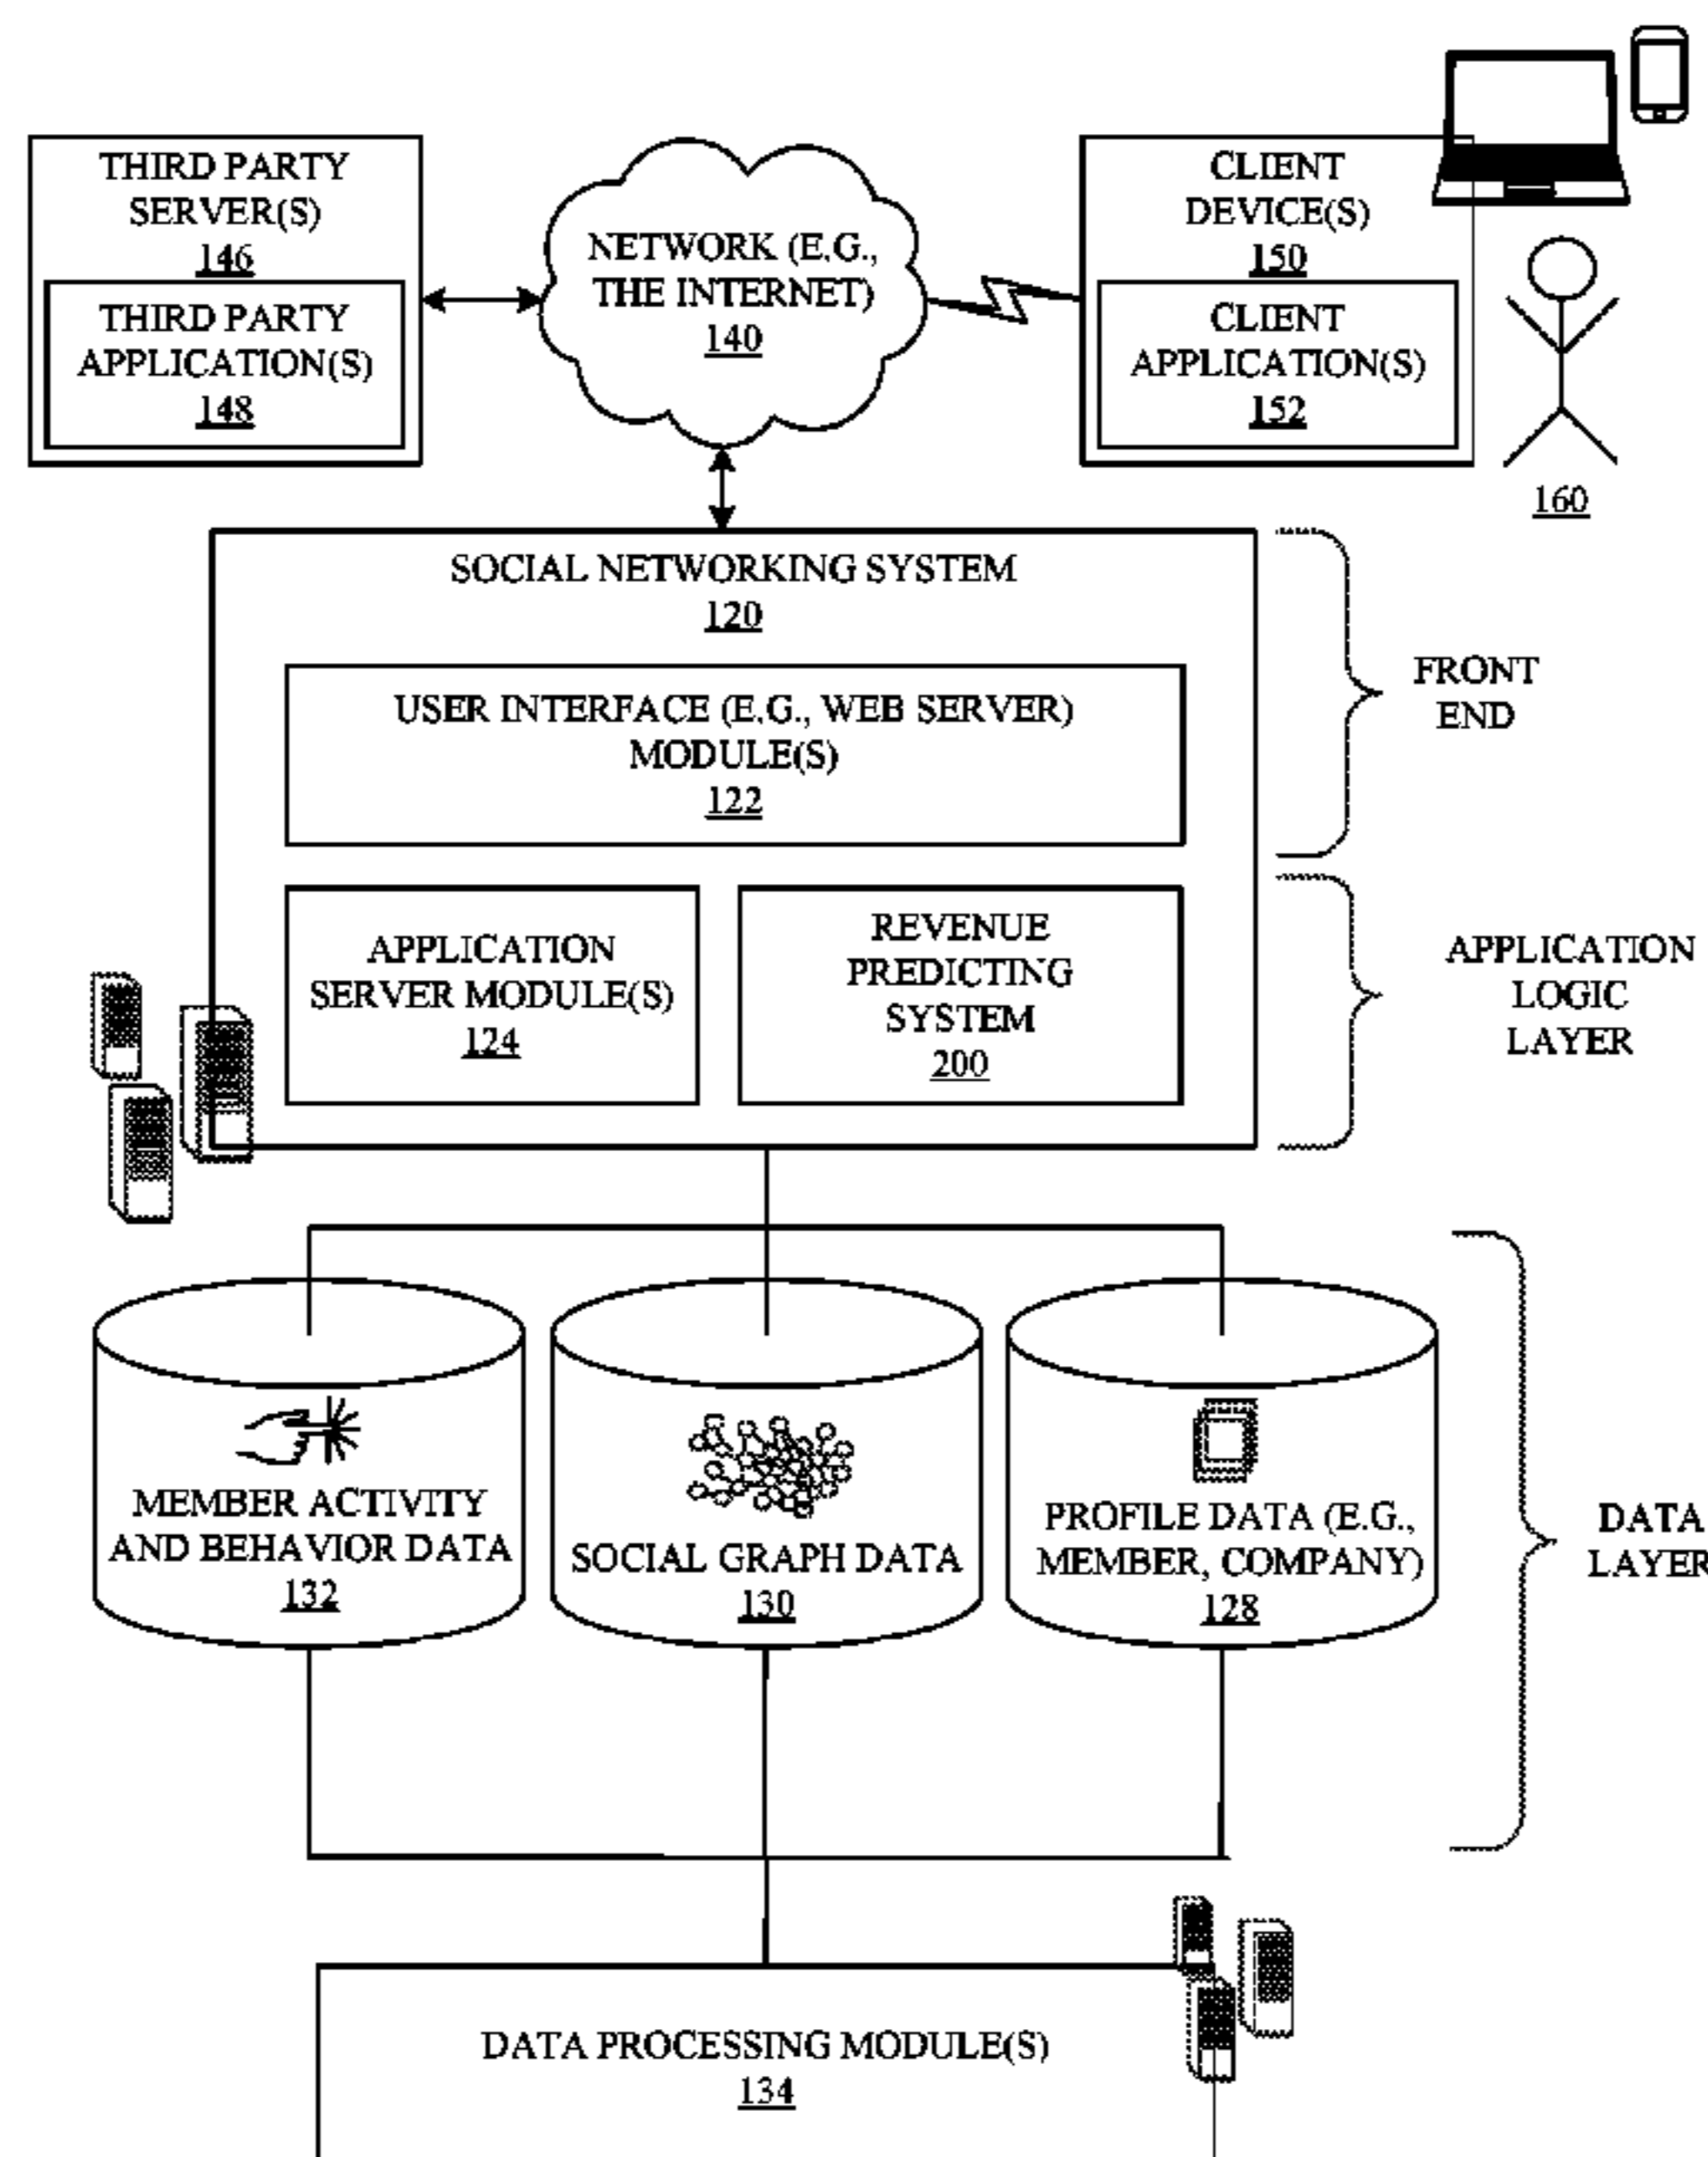 THIRD PARTY
SERVER(S)
146
THIRD PARTY
APPLICATION(S)
148
NETWORK (E.G.,
THE INTERNET)
140
CLIENT
DEVICE(S)
150
CLIENT
APPLICATION(S)
152
160
SOCIAL NETWORKING SYSTEM
120
USER INTERFACE (E.G., WEB SERVER)
MODULE(S)
122
FRONT
END
APPLICATION
SERVER MODULE(S)
124
REVENUE
PREDICTING
SYSTEM
200
APPLICATION
LOGIC
LAYER
MEMBER ACTIVITY
AND BEHAVIOR DATA
132
SOCIAL GRAPH DATA
130
PROFILE DATA (E.G.,
MEMBER, COMPANY)
128
DATA
LAYER
DATA PROCESSING MODULE(S)
134